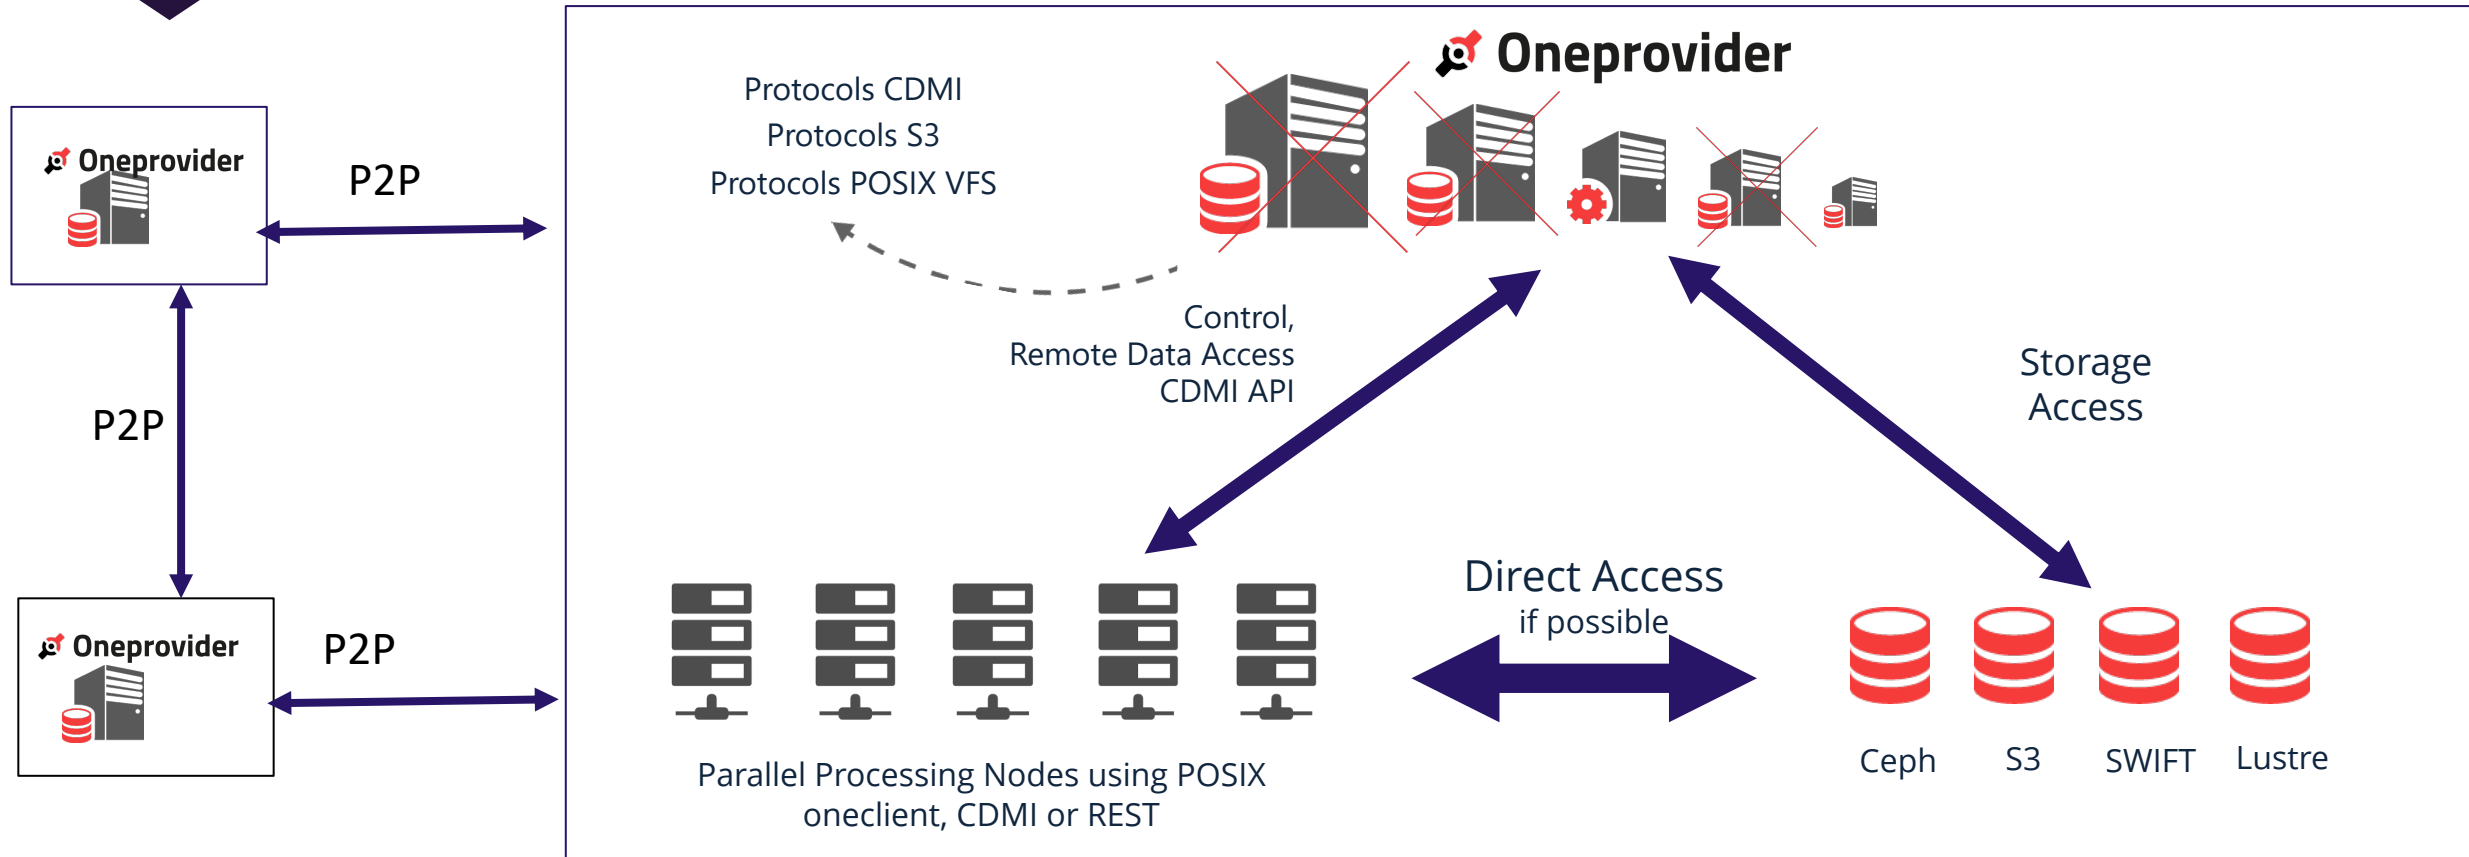 Oneprovider
P2P
P2P
Oneprovider
P2P
Oneprovider
Protocols CDMI
Protocols S3
Protocols POSIX VFS
Control,
Remote Data Access
CDMI API
Storage
Access
Direct Access
if possible
Parallel Processing Nodes using POSIX
oneclient, CDMI or REST
Ceph
S3
SWIFT
Lustre